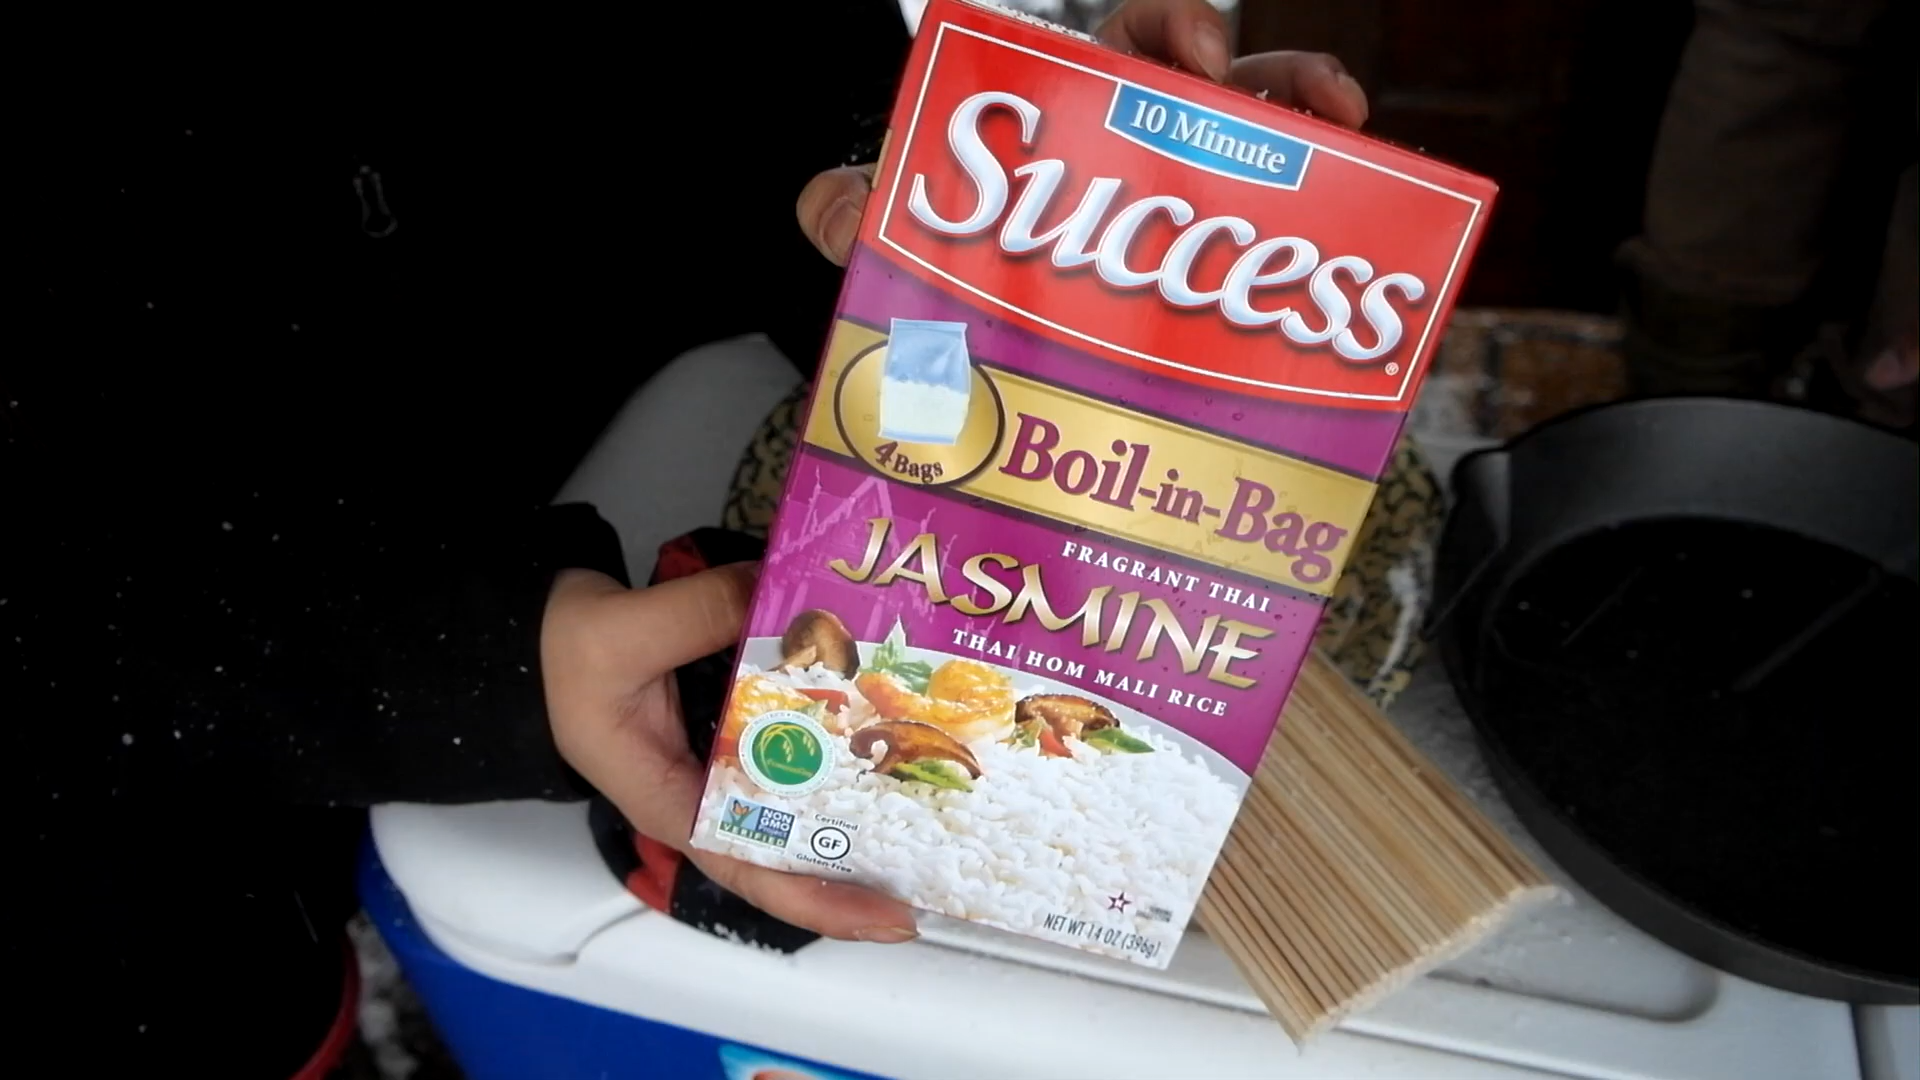 10 Minute
Success®
4 Bags
Boil-in-Bag
FRAGRANT THAI
JASMINE
THAI HOM MALI RICE
NON
GMO
Project
VERIFIED
Certified
GF
Gluten-Free
NET WT 14 OZ (396g)